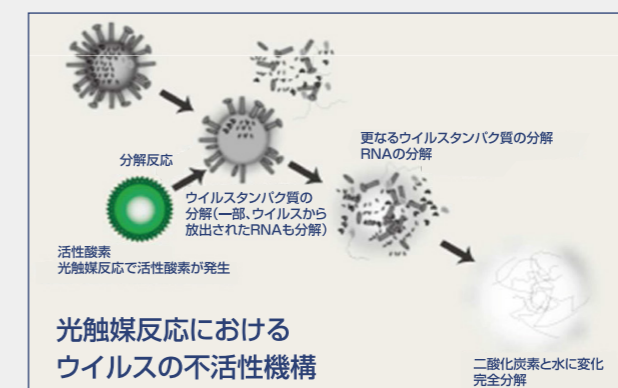 分解反応
活性酸素
光触媒反応で活性酸素が発生
ウイルスタンパク質の
分解(一部、ウイルスから
放出されたRNAも分解)
更なるウイルスタンパク質の分解
RNAの分解
二酸化炭素と水に変化
完全分解
光触媒反応における
ウイルスの不活性機構